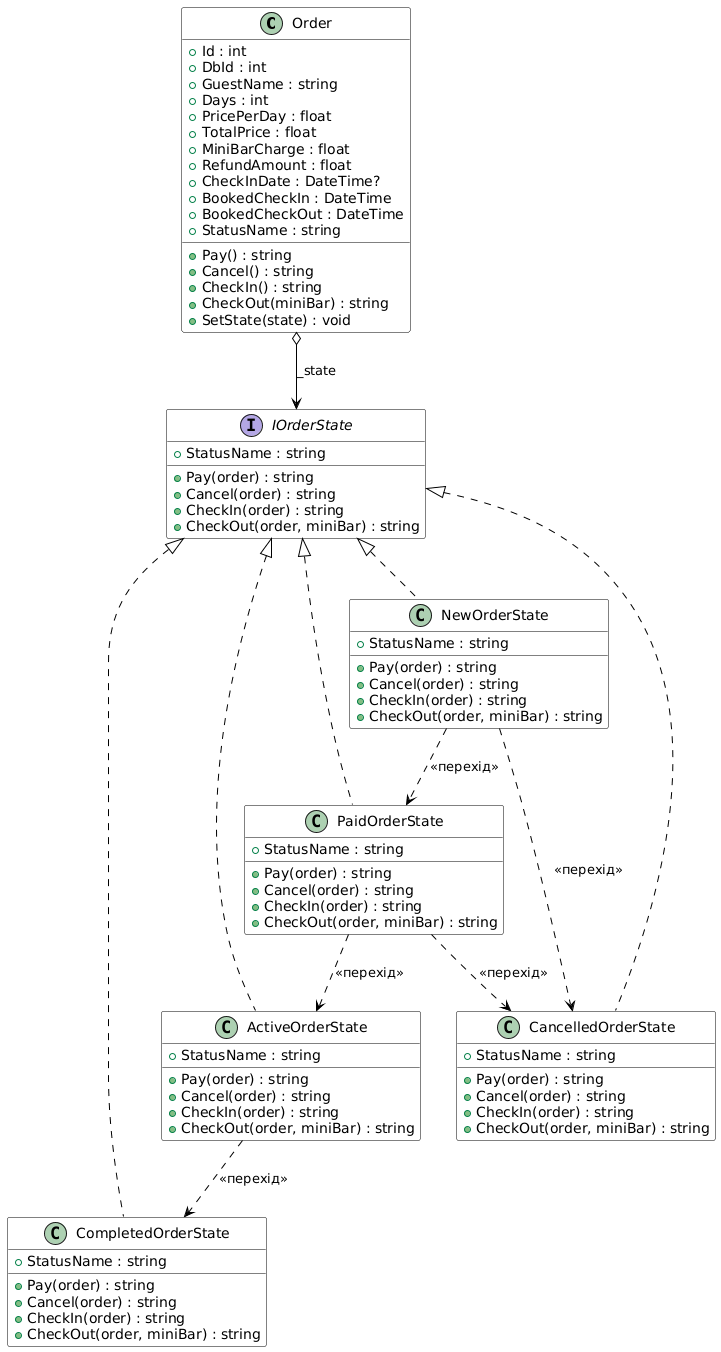 C Order
Id : int
DbId : int
GuestName : string
Days : int
PricePerDay : float
TotalPrice : float
MiniBarCharge : float
RefundAmount : float
CheckInDate : DateTime?
BookedCheckIn : DateTime
BookedCheckOut : DateTime
StatusName : string
Pay() : string
Cancel() : string
CheckIn() : string
CheckOut(miniBar) : string
SetState(state) : void
_state
I IOrderState
StatusName : string
Pay(order) : string
Cancel(order) : string
CheckIn(order) : string
CheckOut(order, miniBar) : string
C NewOrderState
StatusName : string
Pay(order) : string
Cancel(order) : string
CheckIn(order) : string
CheckOut(order, miniBar) : string
«перехід»
C PaidOrderState
StatusName : string
Pay(order) : string
Cancel(order) : string
CheckIn(order) : string
CheckOut(order, miniBar) : string
«перехід»
«перехід»
«перехід»
C ActiveOrderState
StatusName : string
Pay(order) : string
Cancel(order) : string
CheckIn(order) : string
CheckOut(order, miniBar) : string
C CancelledOrderState
StatusName : string
Pay(order) : string
Cancel(order) : string
CheckIn(order) : string
CheckOut(order, miniBar) : string
«перехід»
C CompletedOrderState
StatusName : string
Pay(order) : string
Cancel(order) : string
CheckIn(order) : string
CheckOut(order, miniBar) : string